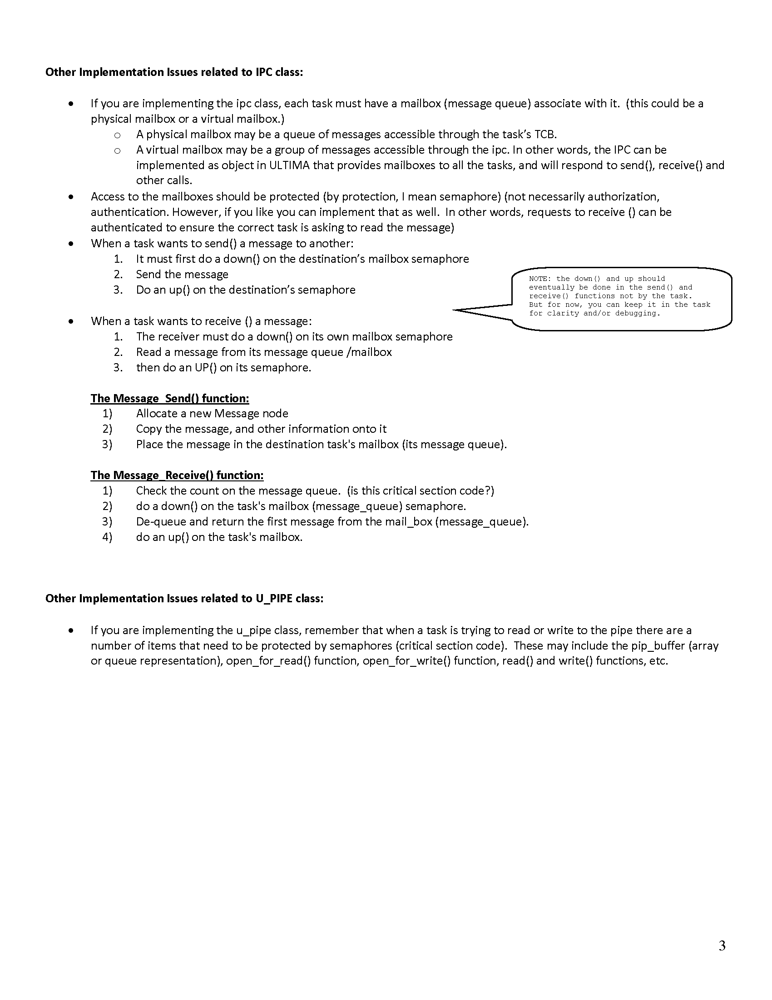 Other Implementation Issues related to IPC class:
• If you are implementing the ipc class, each task must have a mailbox (message queue) associate with it.  (this could be a
physical mailbox or a virtual mailbox.)
o A physical mailbox may be a queue of messages accessible through the task’s TCB.
o A virtual mailbox may be a group of messages accessible through the ipc. In other words, the IPC can be
implemented as object in ULTIMA that provides mailboxes to all the tasks, and will respond to send(), receive() and
other calls.
• Access to the mailboxes should be protected (by protection, I mean semaphore) (not necessarily authorization,
authentication. However, if you like you can implement that as well.  In other words, requests to receive () can be
authenticated to ensure the correct task is asking to read the message)
• When a task wants to send() a message to another:
1. It must first do a down() on the destination’s mailbox semaphore
2. Send the message
3. Do an up() on the destination’s semaphore
NOTE: the down() and up should
eventually be done in the send() and
receive() functions not by the task.
But for now, you can keep it in the task
for clarity and/or debugging.
• When a task wants to receive () a message:
1. The receiver must do a down() on its own mailbox semaphore
2. Read a message from its message queue /mailbox
3. then do an UP() on its semaphore.
The Message_Send() function:
1) Allocate a new Message node
2) Copy the message, and other information onto it
3) Place the message in the destination task's mailbox (its message queue).
The Message_Receive() function:
1) Check the count on the message queue.  (is this critical section code?)
2) do a down() on the task's mailbox (message_queue) semaphore.
3) De-queue and return the first message from the mail_box (message_queue).
4) do an up() on the task's mailbox.
Other Implementation Issues related to U_PIPE class:
• If you are implementing the u_pipe class, remember that when a task is trying to read or write to the pipe there are a
number of items that need to be protected by semaphores (critical section code).  These may include the pip_buffer (array
or queue representation), open_for_read() function, open_for_write() function, read() and write() functions, etc.
3